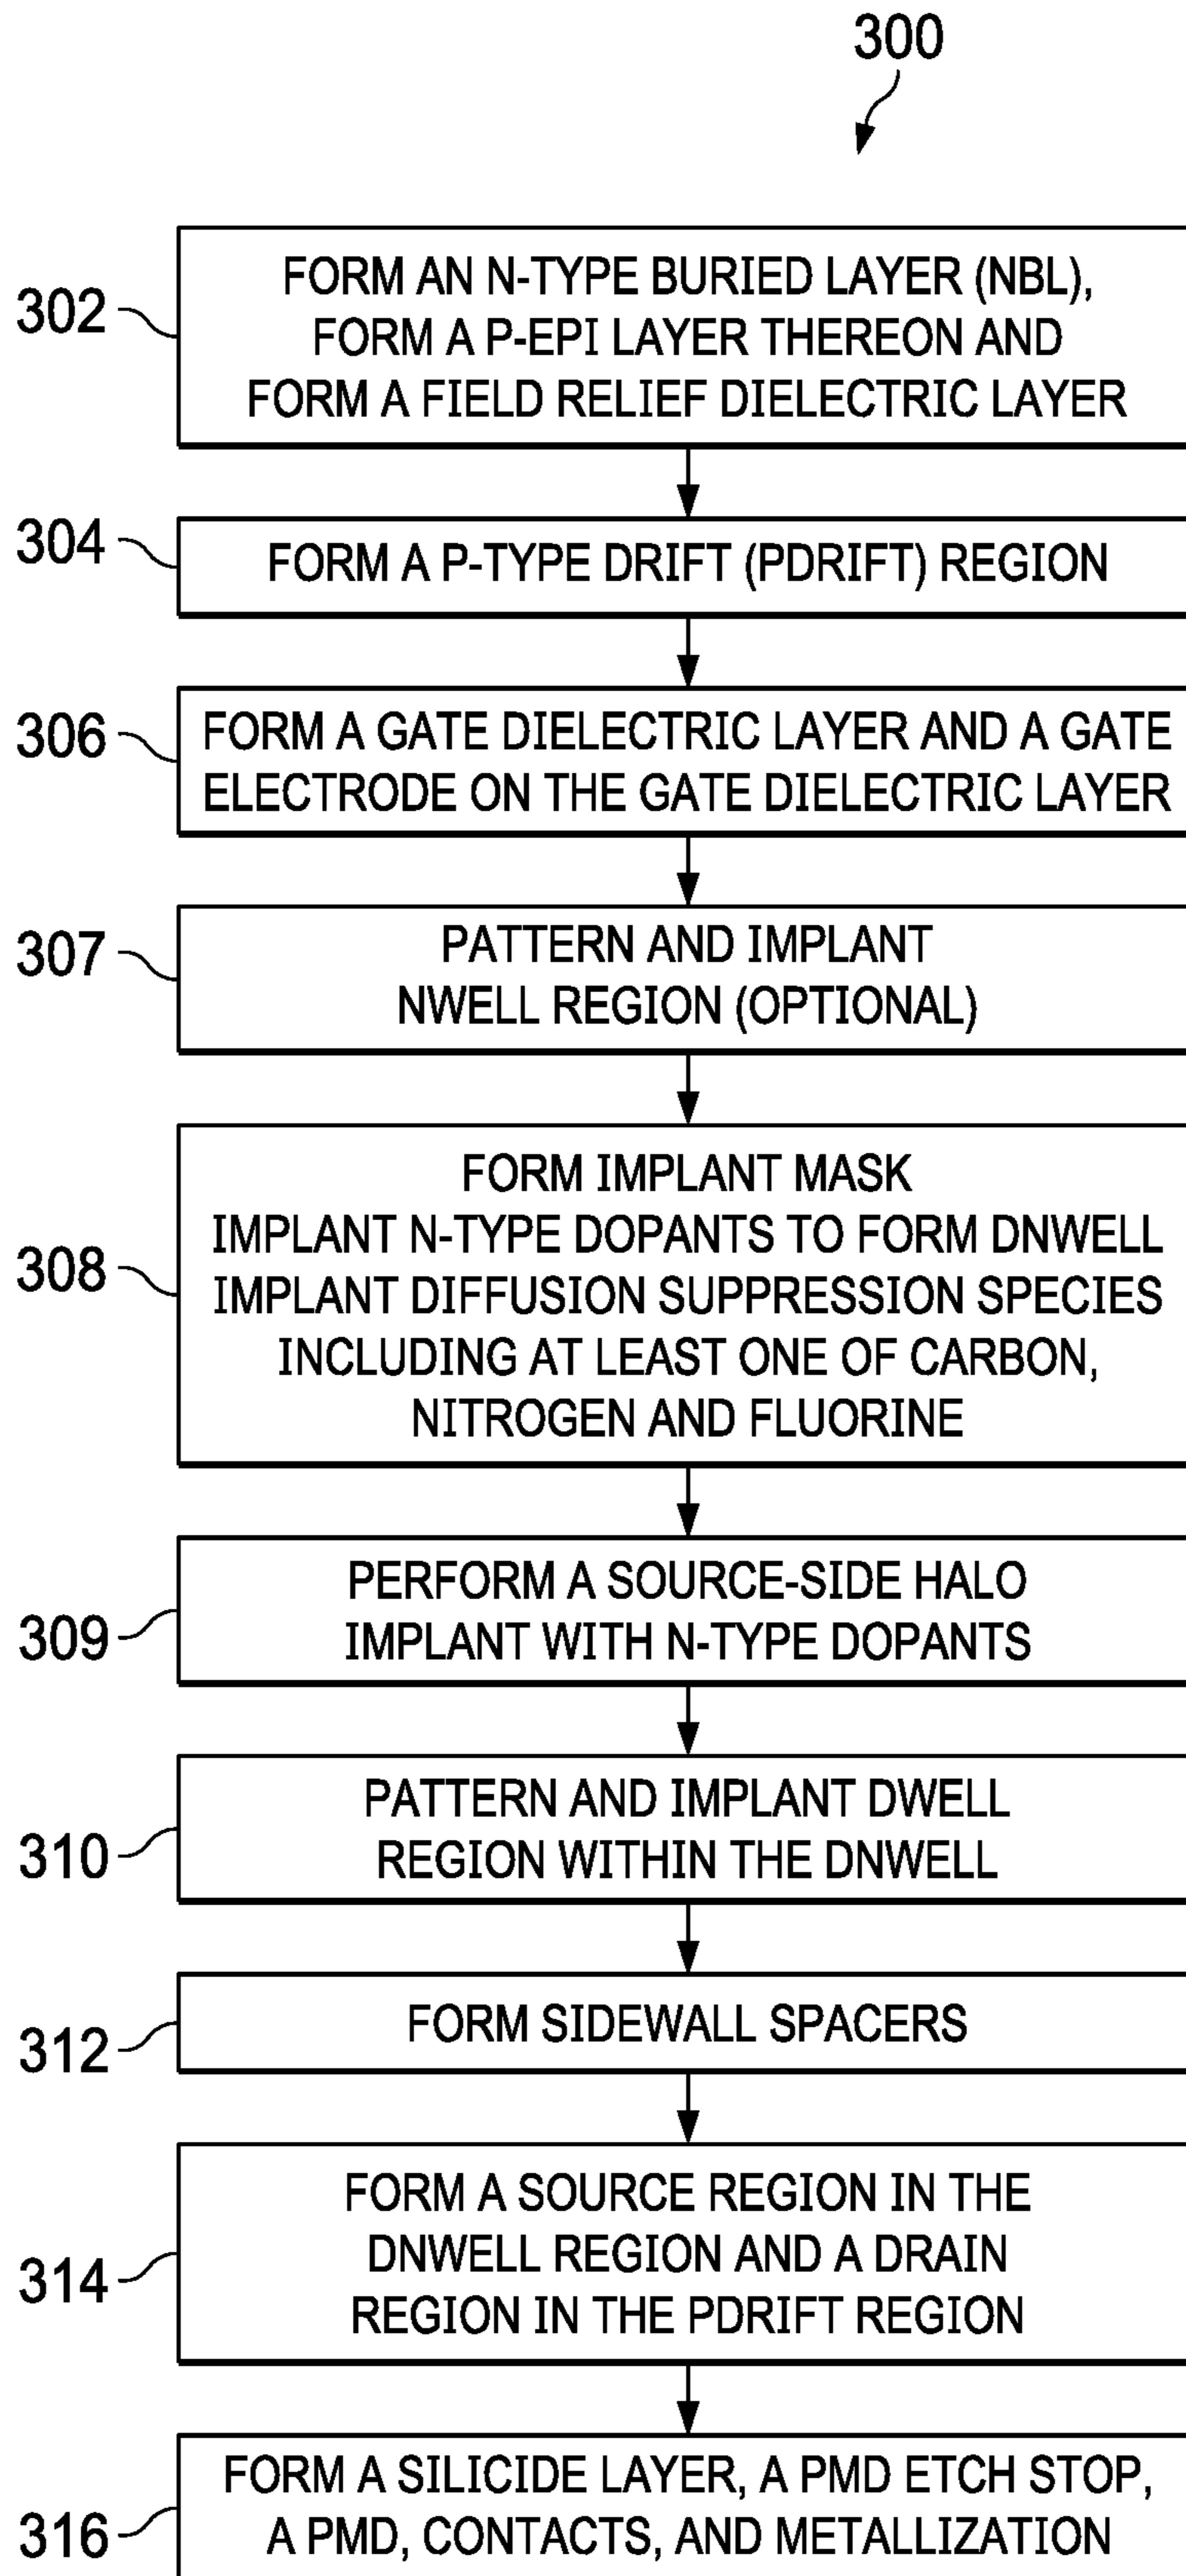 300
302
FORM AN N-TYPE BURIED LAYER (NBL),
FORM A P-EPI LAYER THEREON AND
FORM A FIELD RELIEF DIELECTRIC LAYER
304
FORM A P-TYPE DRIFT (PDRIFT) REGION
306
FORM A GATE DIELECTRIC LAYER AND A GATE
ELECTRODE ON THE GATE DIELECTRIC LAYER
307
PATTERN AND IMPLANT
NWELL REGION (OPTIONAL)
308
FORM IMPLANT MASK
IMPLANT N-TYPE DOPANTS TO FORM DNWELL
IMPLANT DIFFUSION SUPPRESSION SPECIES
INCLUDING AT LEAST ONE OF CARBON,
NITROGEN AND FLUORINE
309
PERFORM A SOURCE-SIDE HALO
IMPLANT WITH N-TYPE DOPANTS
310
PATTERN AND IMPLANT DWELL
REGION WITHIN THE DNWELL
312
FORM SIDEWALL SPACERS
314
FORM A SOURCE REGION IN THE
DNWELL REGION AND A DRAIN
REGION IN THE PDRIFT REGION
316
FORM A SILICIDE LAYER, A PMD ETCH STOP,
A PMD, CONTACTS, AND METALLIZATION